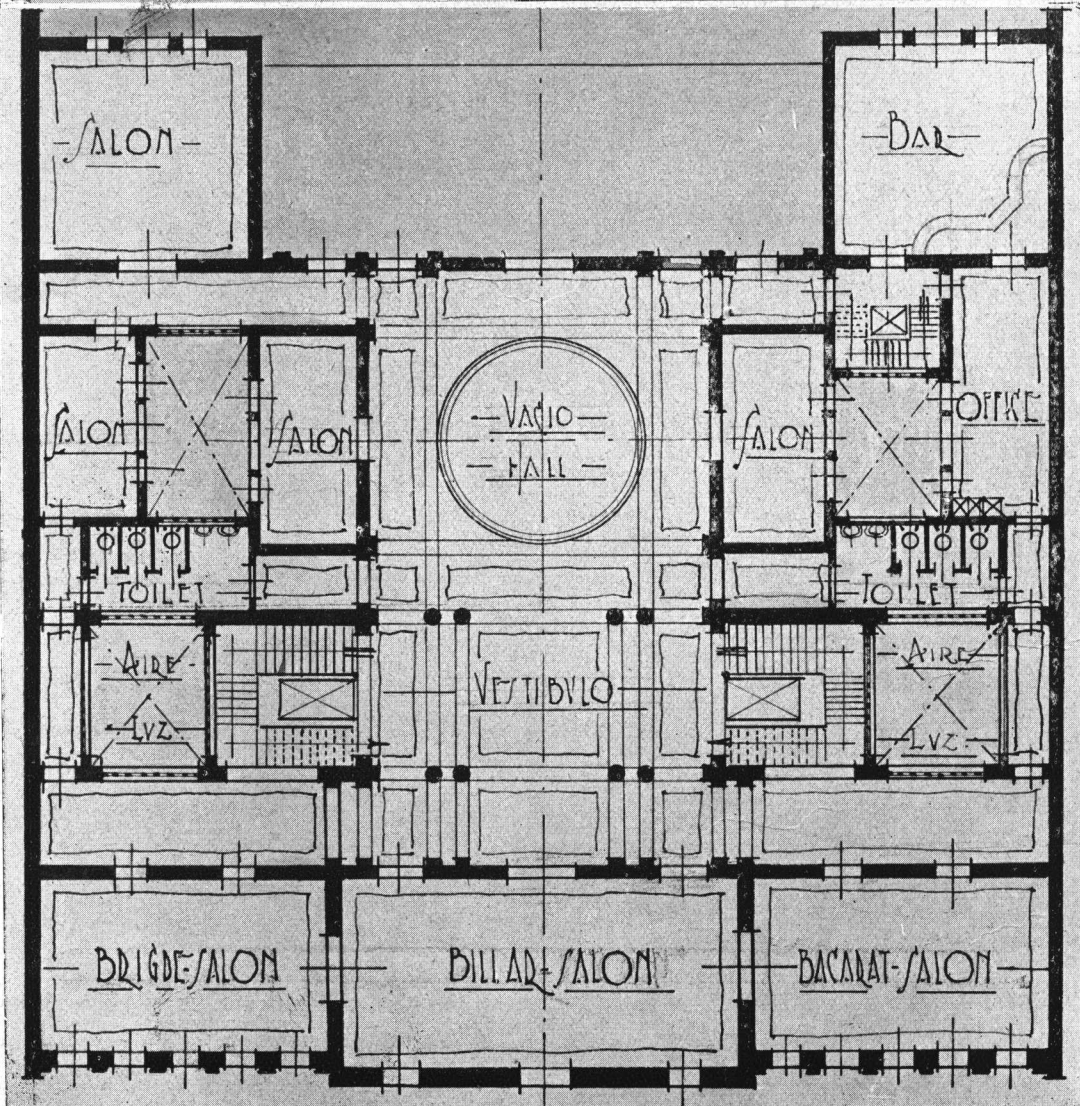 SALON
BAR
VACIO
HALL
SALON
SALON
SALON
OFFICE
TOILET
TOILET
AIRE
LUZ
VESTIBULO
AIRE
LUZ
BRIGDE-SALON
BILLAR-SALON
BACARAT-SALON